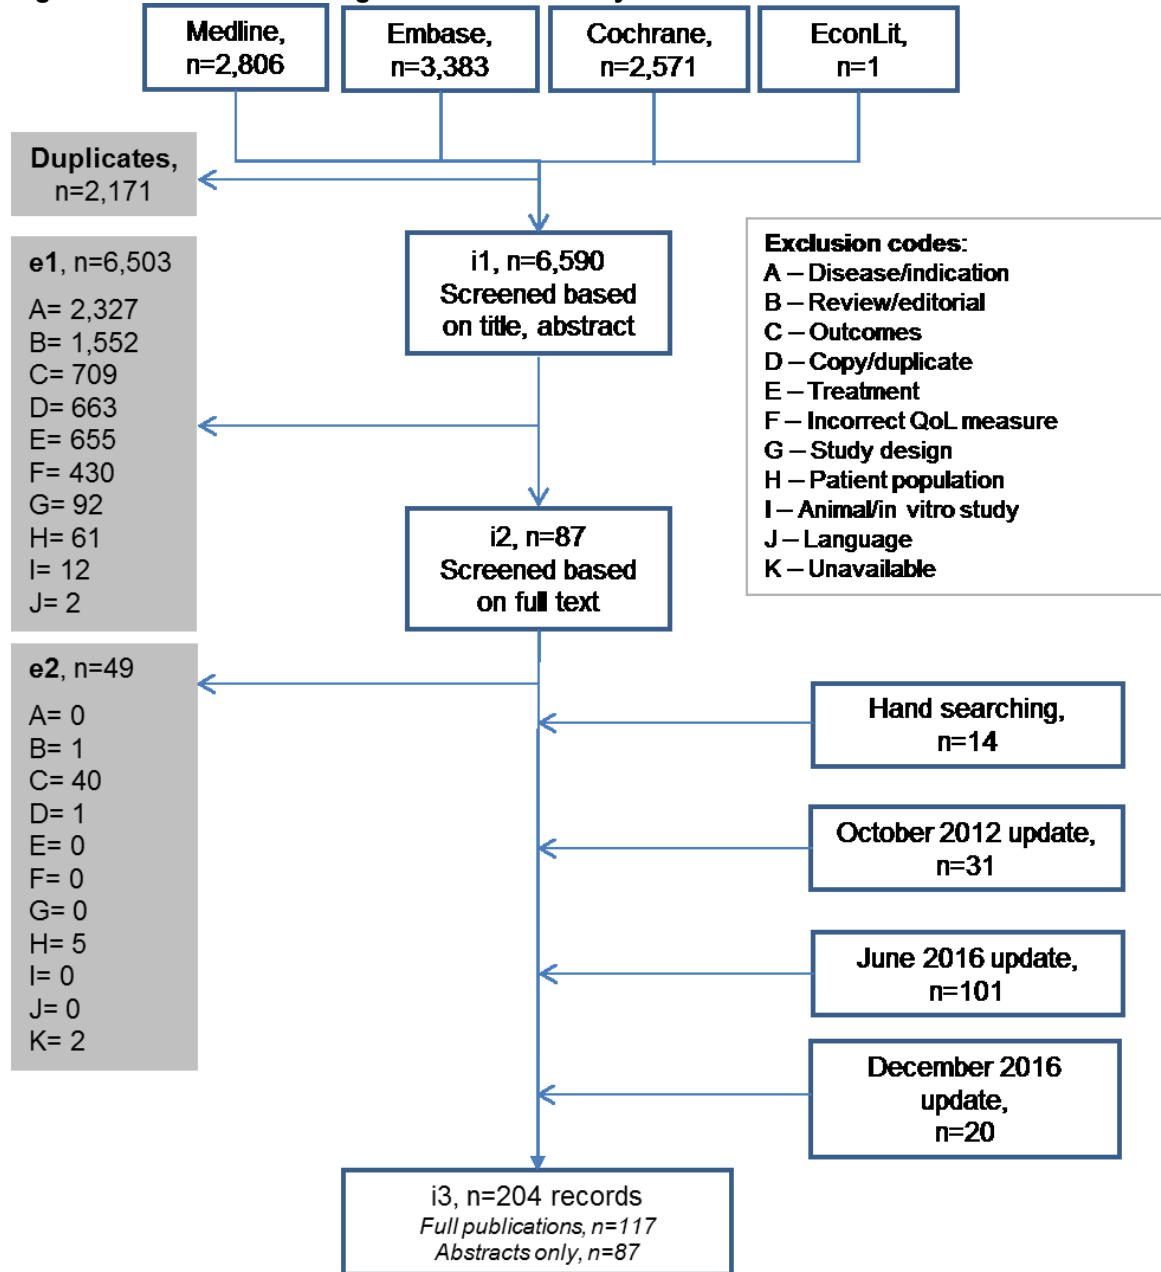 Medline,
n=2,806
Embase,
n=3,383
Cochrane,
n=2,571
EconLit,
n=1
Duplicates,
n=2,171
i1, n=6,590
Screened based
on title, abstract
e1, n=6,503
A= 2,327
B= 1,552
C= 709
D= 663
E= 655
F= 430
G= 92
H= 61
I= 12
J= 2
Exclusion codes:
A – Disease/indication
B – Review/editorial
C – Outcomes
D – Copy/duplicate
E – Treatment
F – Incorrect QoL measure
G – Study design
H – Patient population
I – Animal/in vitro study
J – Language
K – Unavailable
i2, n=87
Screened based
on full text
e2, n=49
A= 0
B= 1
C= 40
D= 1
E= 0
F= 0
G= 0
H= 5
I= 0
J= 0
K= 2
Hand searching,
n=14
October 2012 update,
n=31
June 2016 update,
n=101
December 2016
update,
n=20
i3, n=204 records
Full publications, n=117
Abstracts only, n=87